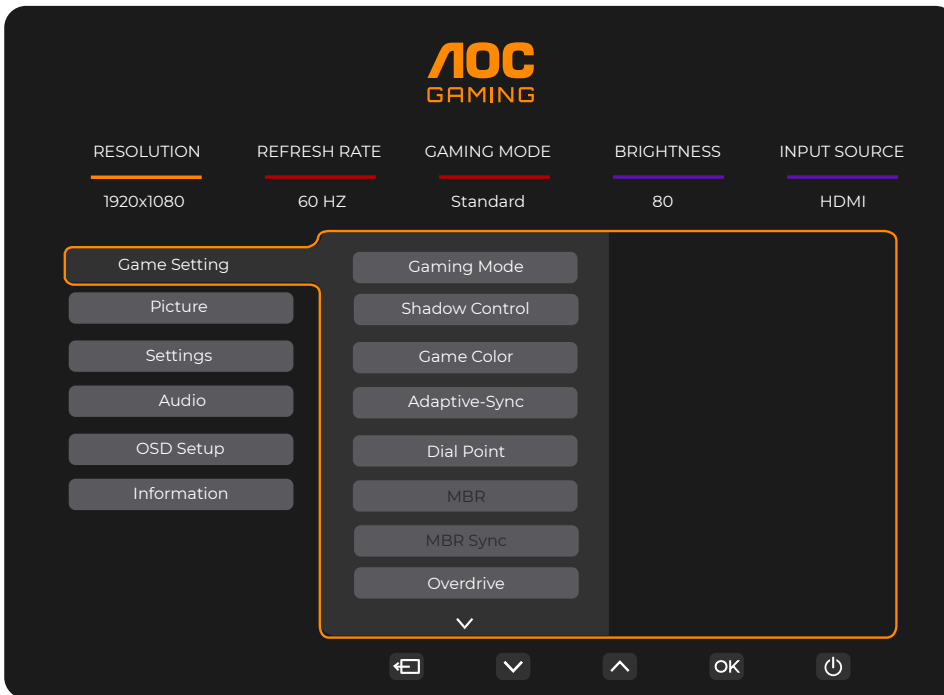 AOC
GAMING
RESOLUTION REFRESH RATE GAMING MODE BRIGHTNESS INPUT SOURCE
1920x1080 60 HZ Standard 80 HDMI
Game Setting
Picture
Settings
Audio
OSD Setup
Information
Gaming Mode
Shadow Control
Game Color
Adaptive-Sync
Dial Point
MBR
MBR Sync
Overdrive
OK